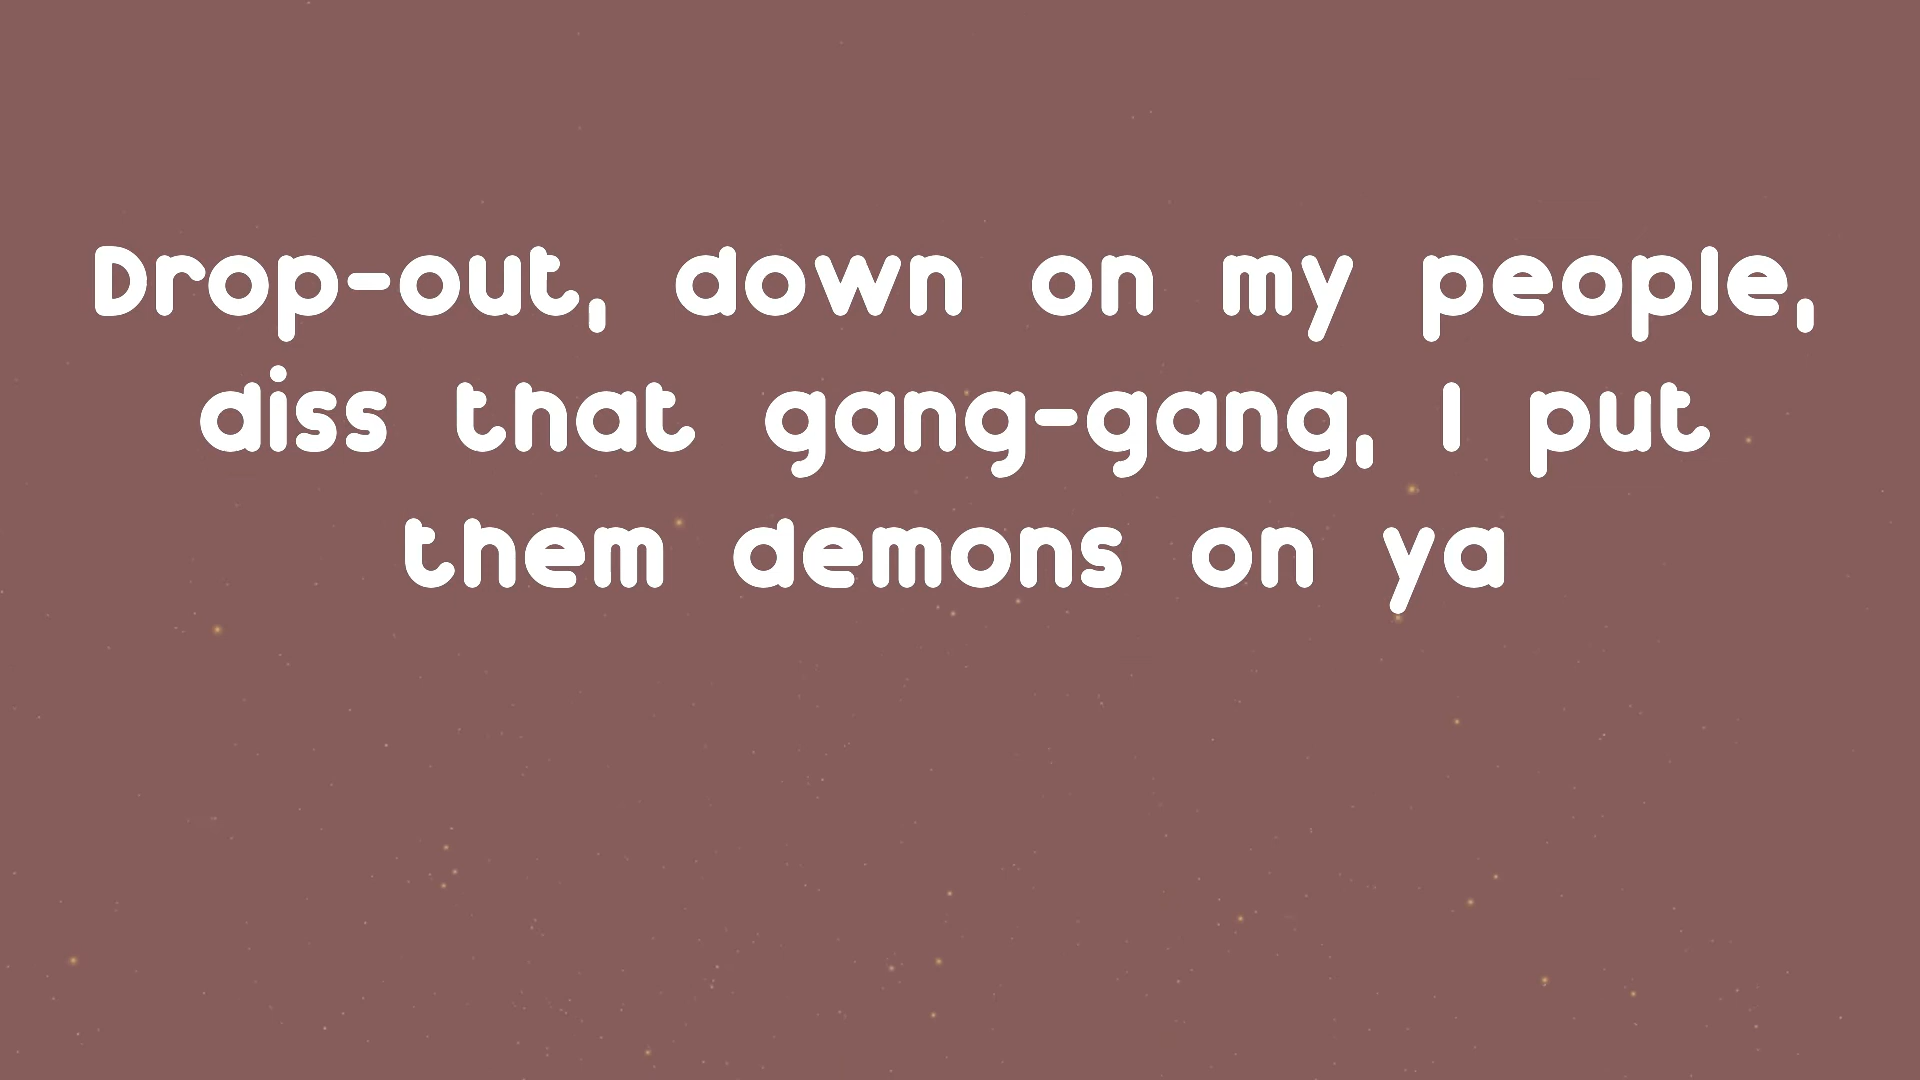 Drop-out, down on my people,
diss that gang-gang, I put
them demons on ya